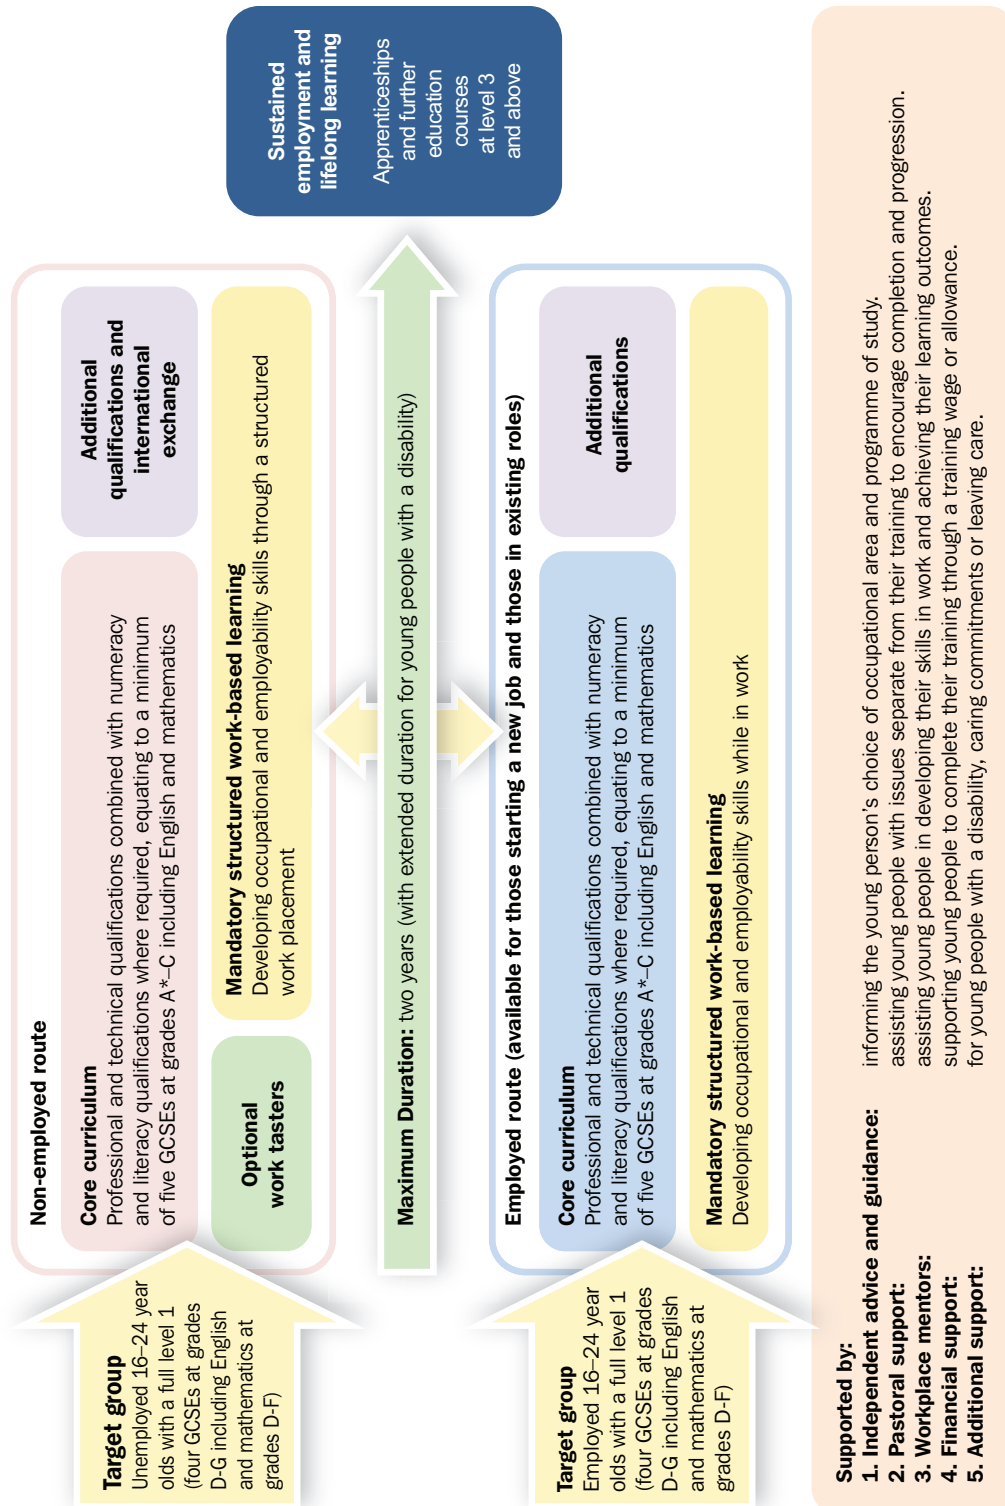 Target group
Unemployed 16–24 year
olds with a full level 1
(four GCSEs at grades
D-G including English
and mathematics at
grades D-F)
Non-employed route
Core curriculum
Professional and technical qualifications combined with numeracy
and literacy qualifications where required, equating to a minimum
of five GCSEs at grades A*–C including English and mathematics
Additional
qualifications and
international
exchange
Optional
work tasters
Mandatory structured work-based learning
Developing occupational and employability skills through a structured
work placement
Maximum Duration: two years (with extended duration for young people with a disability)
Sustained
employment and
lifelong learning
Apprenticeships
and further
education
courses
at level 3
and above
Target group
Employed 16–24 year
olds with a full level 1
(four GCSEs at grades
D-G including English
and mathematics at
grades D-F)
Employed route (available for those starting a new job and those in existing roles)
Core curriculum
Professional and technical qualifications combined with numeracy
and literacy qualifications where required, equating to a minimum
of five GCSEs at grades A*–C including English and mathematics
Additional
qualifications
Mandatory structured work-based learning
Developing occupational and employability skills while in work
Supported by:
1. Independent advice and guidance: informing the young person’s choice of occupational area and programme of study.
2. Pastoral support: assisting young people with issues separate from their training to encourage completion and progression.
3. Workplace mentors: assisting young people in developing their skills in work and achieving their learning outcomes.
4. Financial support: supporting young people to complete their training through a training wage or allowance.
5. Additional support: for young people with a disability, caring commitments or leaving care.